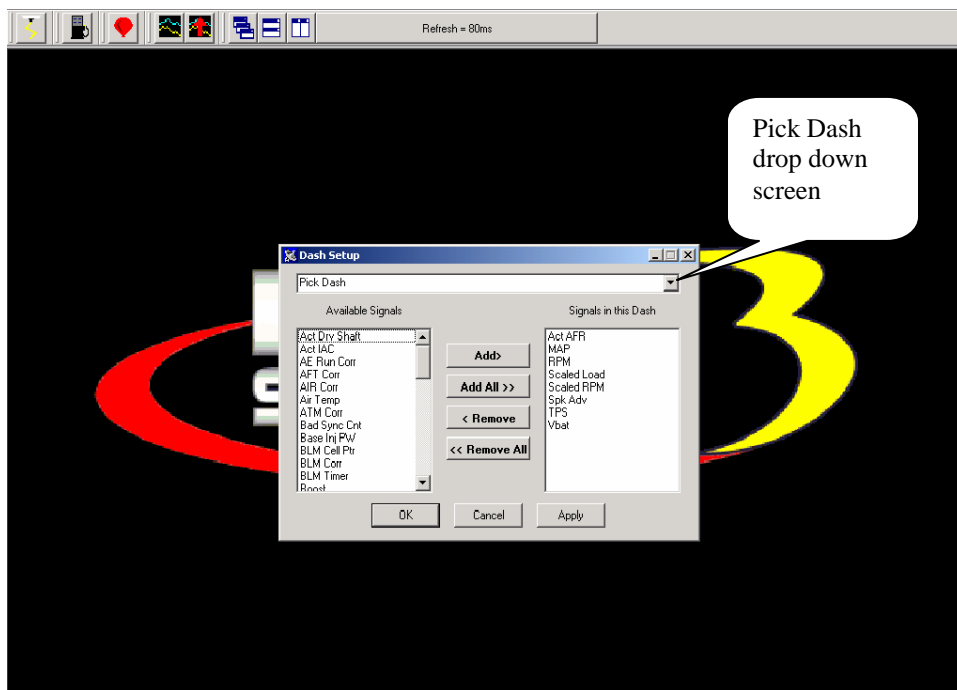 Refresh = 80ms
Pick Dash
drop down
screen
Dash Setup
Pick Dash
Available Signals
Signals in this Dash
Act Drv Shaft
Act IAC
AE Run Corr
AFT Corr
AIR Corr
Air Temp
ATM Corr
Bad Sync Cnt
Base Inj PW
BLM Cell Ptr
BLM Corr
BLM Timer
Boost
Add>
Add All >>
< Remove
<< Remove All
Act AFR
MAP
RPM
Scaled Load
Scaled RPM
Spk Adv
TPS
Vbat
OK
Cancel
Apply